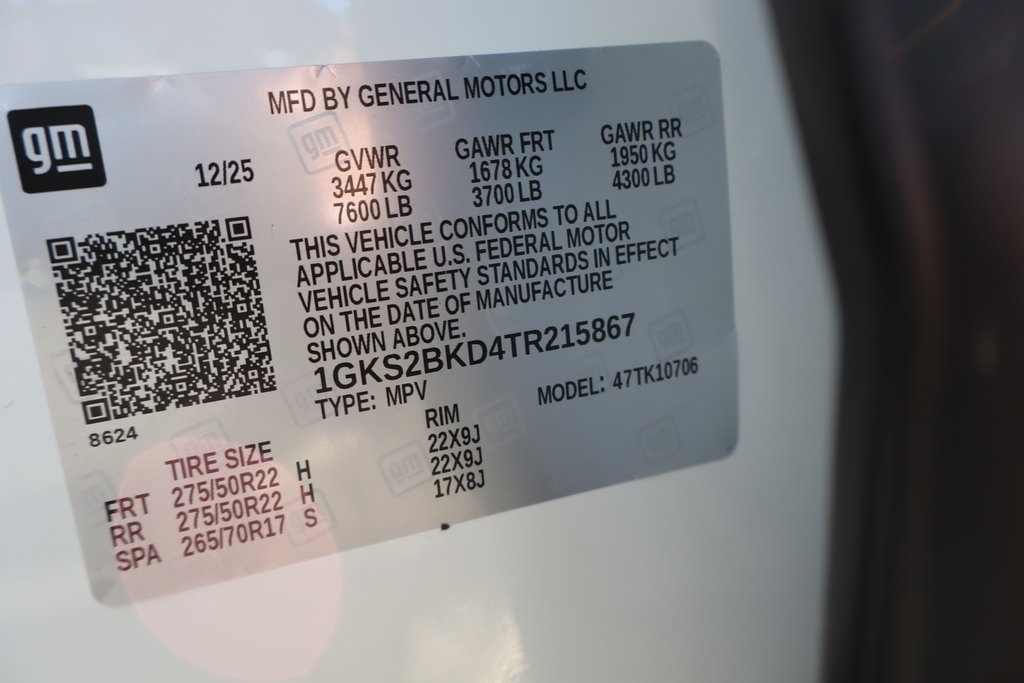 MFD BY GENERAL MOTORS LLC
gm
12/25
GVWR GAWR FRT GAWR RR
3447 KG 1678 KG 1950 KG
7600 LB 3700 LB 4300 LB
THIS VEHICLE CONFORMS TO ALL
APPLICABLE U.S. FEDERAL MOTOR
VEHICLE SAFETY STANDARDS IN EFFECT
ON THE DATE OF MANUFACTURE
SHOWN ABOVE.
1GKS2BKD4TR215867
TYPE: MPV MODEL: 47TK10706
8624
TIRE SIZE RIM
FRT 275/50R22 H 22X9J
RR 275/50R22 H 22X9J
SPA 265/70R17 S 17X8J